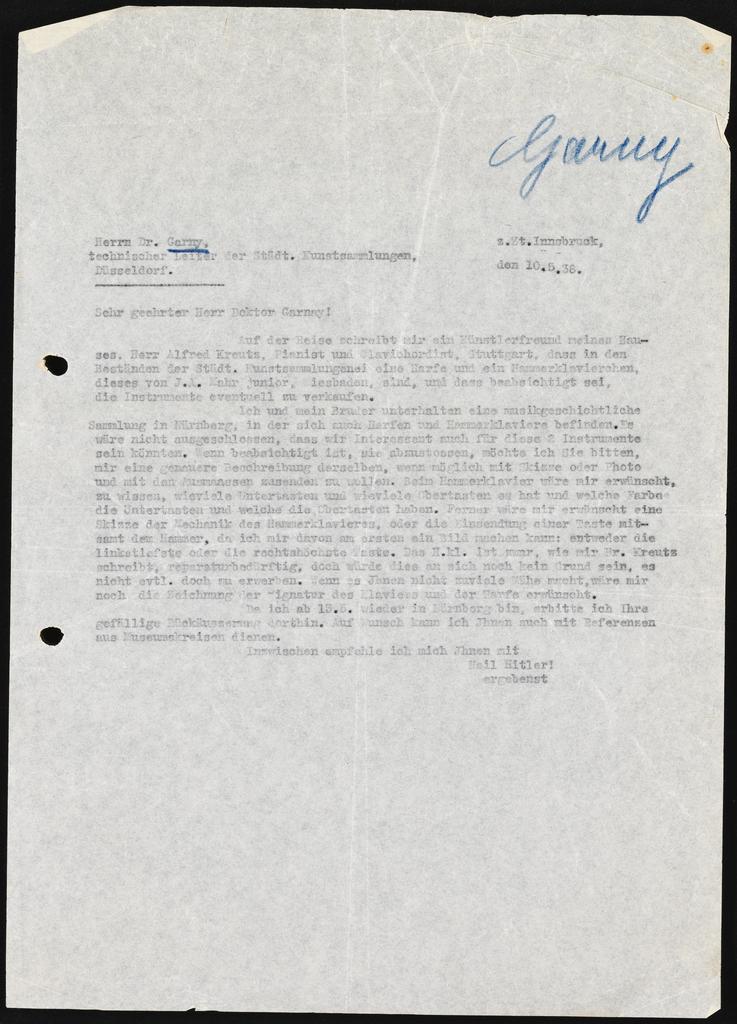 Garny
Herrn Dr. Garny,
technischer Leiter der Städt. Kunstsammlungen,
Düsseldorf.
z.Zt.Innsbruck,
den 10.5.38.
Sehr geehrter Herr Doktor Garnay!
Auf der Reise schreibt mir ein Künstlerfreund meines Hau-
ses, Herr Alfred Kreutz, Pianist und Clavichordist, Stuttgart, dass in den
Beständen der Städt. Kunstsammlungenei eine Harfe und ein Hammerklavierchen,
dieses von J.A. Mahr junior, Wiesbaden, sind, und dass beabsichtigt sei,
die Instrumente eventuell zu verkaufen.
Ich und mein Bruder unterhalten eine musikgeschichtliche
Sammlung in Nürnberg, in der sich auch Harfen und Hammerklaviere befinden.Es
wäre nicht ausgeschlossen, dass wir Interessent auch für diese 2 Instrumente
sein könnten. Wenn beabsichtigt ist, sie abzustossen, möchte ich Sie bitten,
mir eine genauere Beschreibung derselben, wenn möglich mit Skizze oder Photo
und mit den Ausmassen zusenden zu wollen. Beim Hammerklavier wäre mir erwünscht,
zu wissen, wieviele Untertasten und wieviele Obertasten es hat und welche Farbe
die Untertasten und welche die Obertasten haben. Ferner wäre mir erwünscht eine
Skizze der Mechanik des Hammerklavieres, oder die Einsendung einer Taste mit-
samt dem Hammer, da ich mir davon am ersten ein Bild machen kann: entweder die
linkstiefste oder die rechtshöchste Taste. Das H.kl. ist zwar, wie mir Hr. Kreutz
schreibt, reparaturbedürftig, doch würde dies an sich noch kein Grund sein, es
nicht evtl. doch zu erwerben. Wenn es Jhnen nicht zuviele Mühe macht,wäre mir
noch die Zeichnung der Signatur des Klaviers und der Harfe erwünscht.
Da ich ab 13.5. wieder in Nürnberg bin, erbitte ich Ihre
gefällige Rückäusserung dorthin. Auf Wunsch kann ich Jhnen auch mit Referenzen
aus Museumskreisen dienen.
Inzwischen empfehle ich mich Jhnen mit
Heil Hitler!
ergebenst